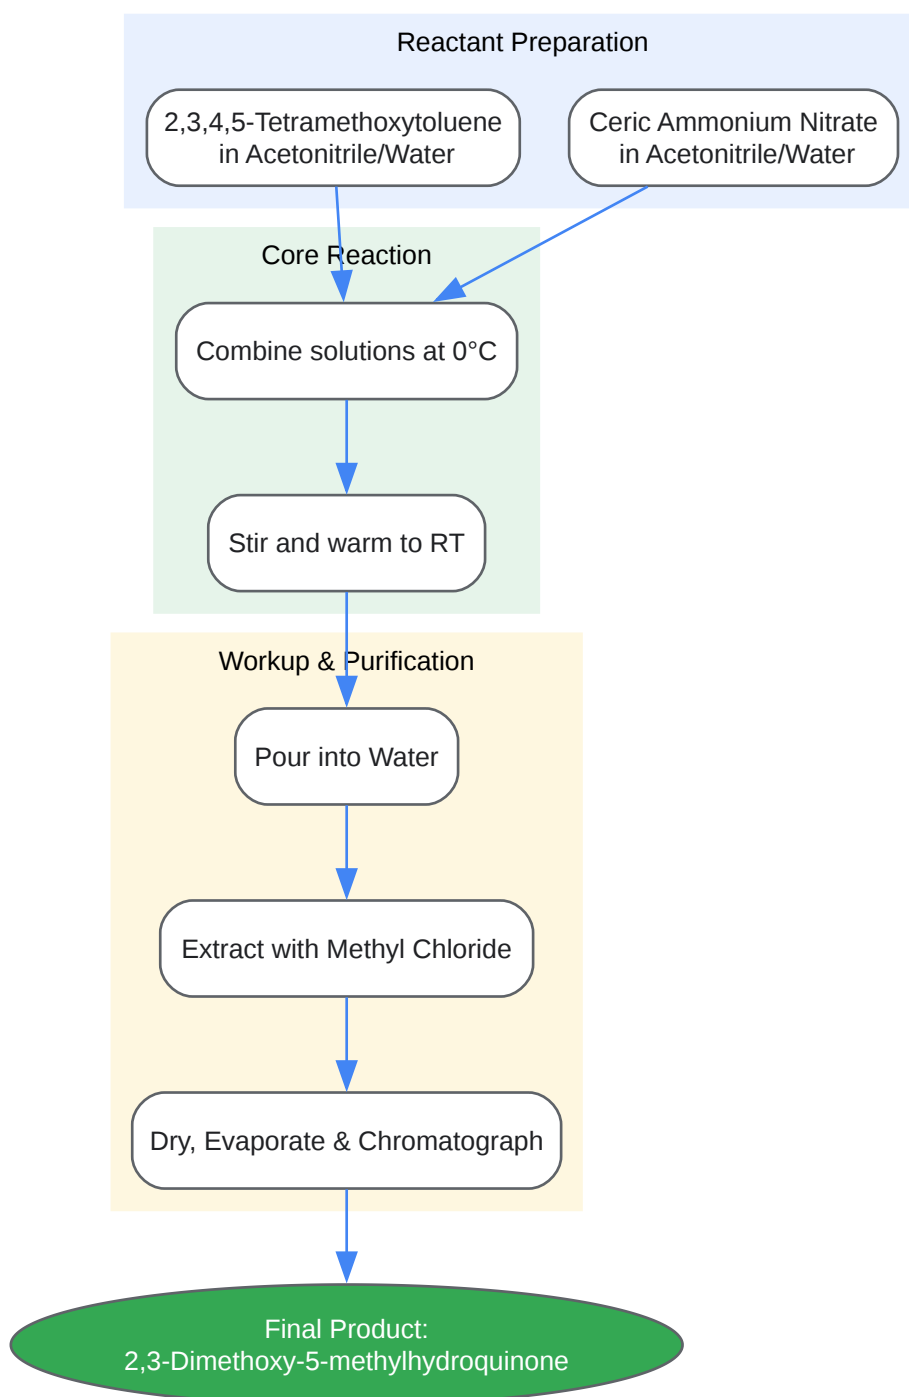 Reactant Preparation
2,3,4,5-Tetramethoxytoluene
in Acetonitrile/Water
Ceric Ammonium Nitrate
in Acetonitrile/Water
Core Reaction
Combine solutions at 0°C
Stir and warm to RT
Workup & Purification
Pour into Water
Extract with Methyl Chloride
Dry, Evaporate & Chromatograph
Final Product:
2,3-Dimethoxy-5-methylhydroquinone